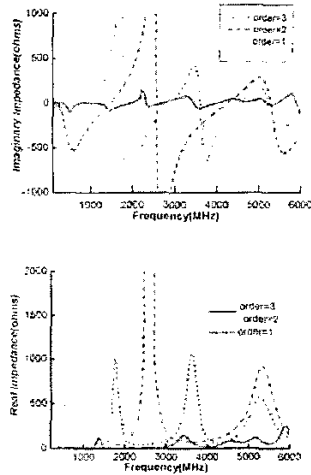 1000
500
0
-500
-1000
Imaginary Impedance(ohms)
order=3
order=2
order=1
1000 2000 3000 4000 5000 6000
Frequency(MHz)
2000
1500
1000
500
0
Real Impedance(ohms)
order=3
order=2
order=1
1000 2000 3000 4000 5000 6000
Frequency(MHz)